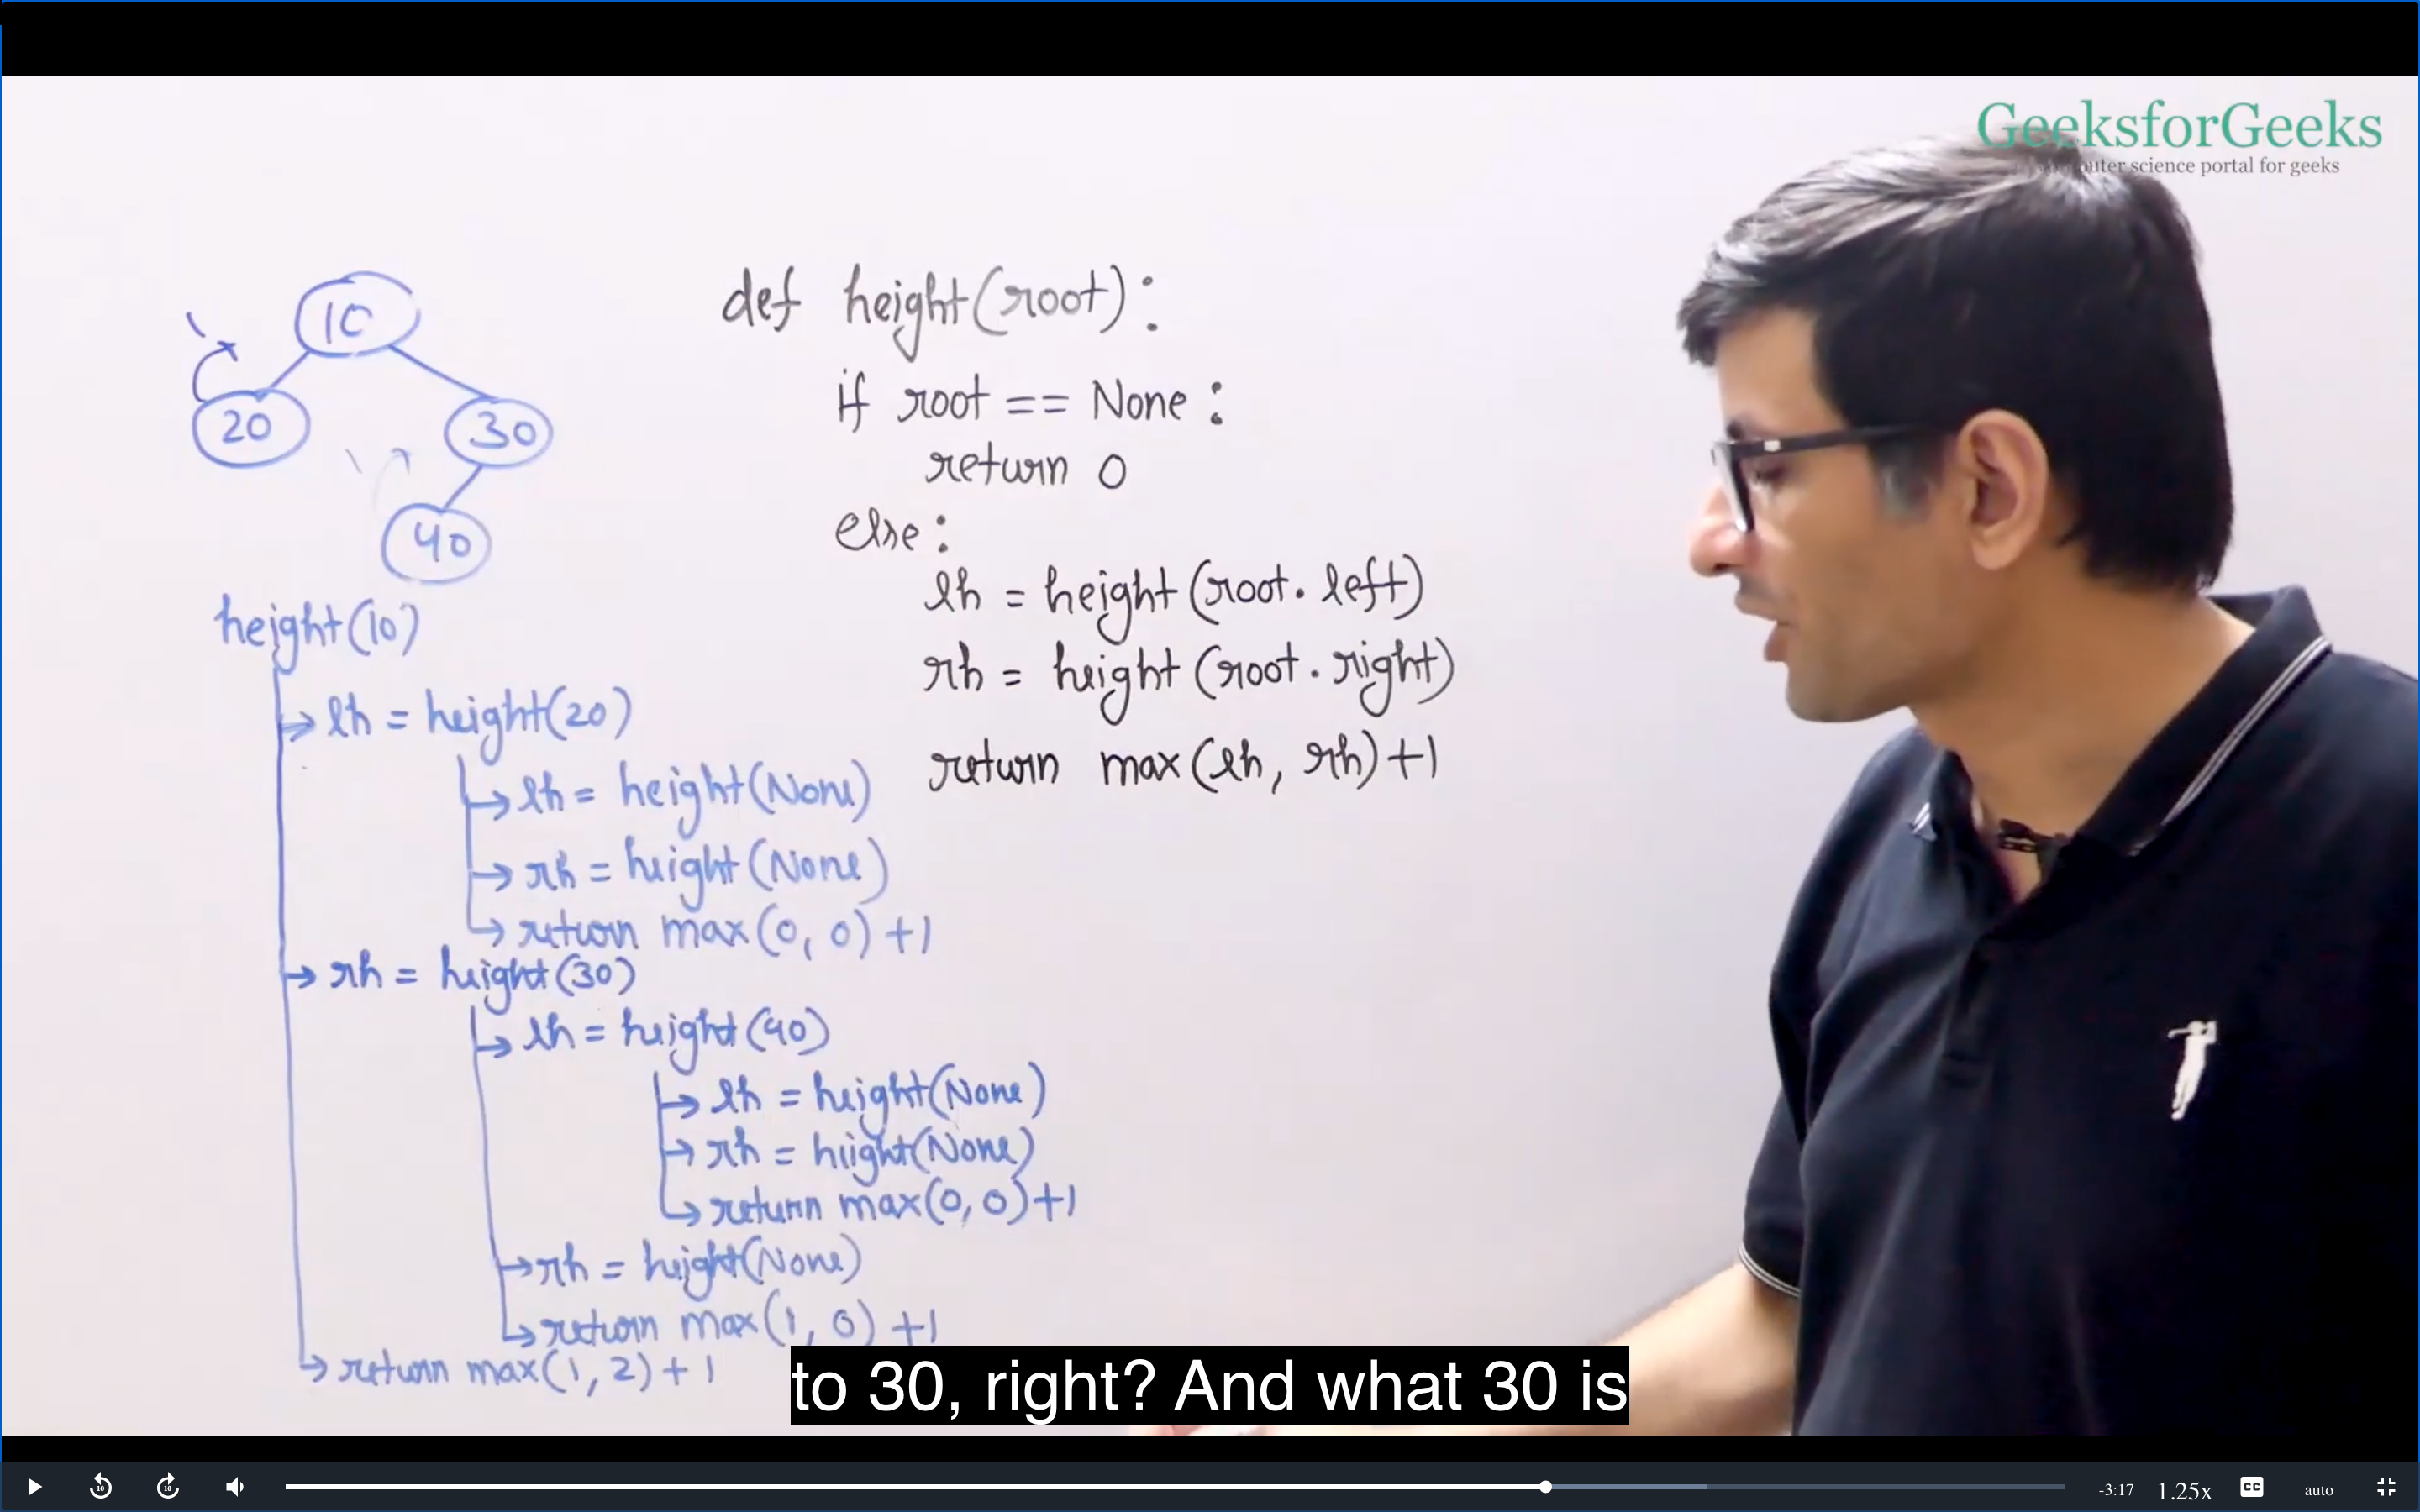 GeeksforGeeks
science portal for geeks
10
20
30
40
def height(root):
if root == None:
return 0
else:
lh = height(root.left)
rh = height(root.right)
return max(lh, rh)+1
height(10)
lh = height(20)
lh = height(None)
rh = height(None)
return max(0, 0)+1
rh = height(30)
lh = height(40)
lh = height(None)
rh = height(None)
return max(0, 0)+1
rh = height(None)
return max(1, 0)+1
return max(1, 2)+1
to 30, right? And what 30 is
10
10
-3:17
1.25x
CC
auto